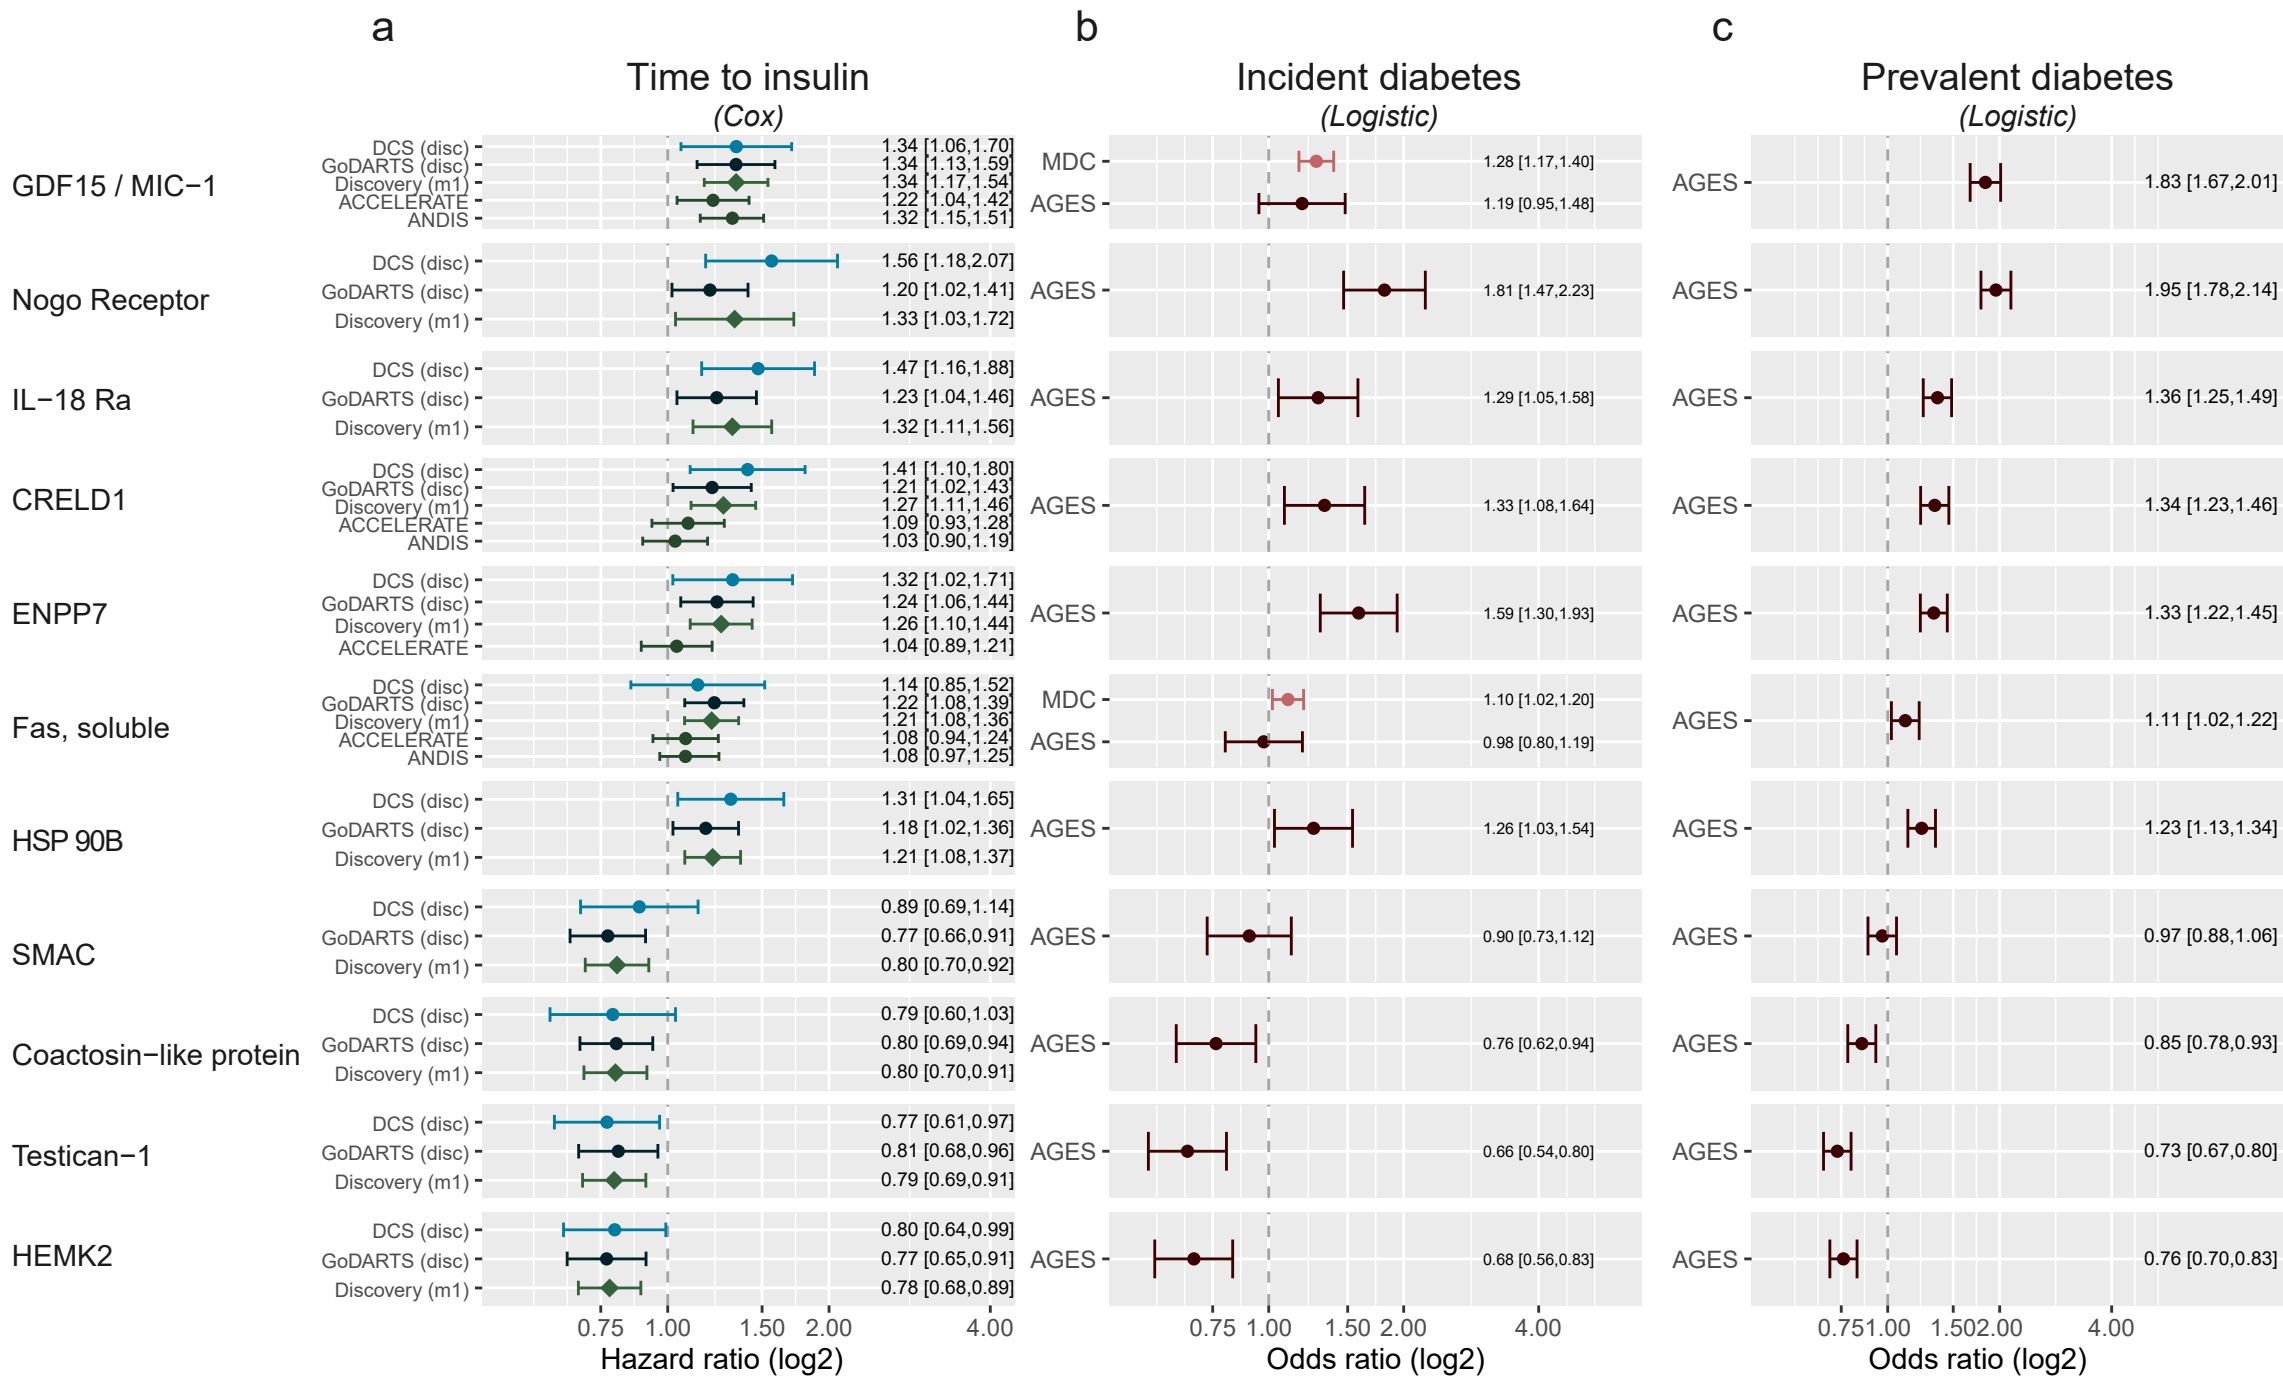 a
b
c
Time to insulin
(Cox)
Incident diabetes
(Logistic)
Prevalent diabetes
(Logistic)
GDF15 / MIC−1
DCS (disc) 1.34 [1.06,1.70]
GoDARTS (disc) 1.34 [1.13,1.59]
Discovery (m1) 1.34 [1.17,1.54]
ACCELERATE 1.22 [1.04,1.42]
ANDIS 1.32 [1.15,1.51]
MDC 1.28 [1.17,1.40]
AGES 1.19 [0.95,1.48]
AGES 1.83 [1.67,2.01]
Nogo Receptor
DCS (disc) 1.56 [1.18,2.07]
GoDARTS (disc) 1.20 [1.02,1.41]
Discovery (m1) 1.33 [1.03,1.72]
AGES 1.81 [1.47,2.23]
AGES 1.95 [1.78,2.14]
IL−18 Ra
DCS (disc) 1.47 [1.16,1.88]
GoDARTS (disc) 1.23 [1.04,1.46]
Discovery (m1) 1.32 [1.11,1.56]
AGES 1.29 [1.05,1.58]
AGES 1.36 [1.25,1.49]
CRELD1
DCS (disc) 1.41 [1.10,1.80]
GoDARTS (disc) 1.21 [1.02,1.43]
Discovery (m1) 1.27 [1.11,1.46]
ACCELERATE 1.09 [0.93,1.28]
ANDIS 1.03 [0.90,1.19]
AGES 1.33 [1.08,1.64]
AGES 1.34 [1.23,1.46]
ENPP7
DCS (disc) 1.32 [1.02,1.71]
GoDARTS (disc) 1.24 [1.06,1.44]
Discovery (m1) 1.26 [1.10,1.44]
ACCELERATE 1.04 [0.89,1.21]
AGES 1.59 [1.30,1.93]
AGES 1.33 [1.22,1.45]
Fas, soluble
DCS (disc) 1.14 [0.85,1.52]
GoDARTS (disc) 1.22 [1.08,1.39]
Discovery (m1) 1.21 [1.08,1.36]
ACCELERATE 1.08 [0.94,1.24]
ANDIS 1.08 [0.97,1.25]
MDC 1.10 [1.02,1.20]
AGES 0.98 [0.80,1.19]
AGES 1.11 [1.02,1.22]
HSP 90B
DCS (disc) 1.31 [1.04,1.65]
GoDARTS (disc) 1.18 [1.02,1.36]
Discovery (m1) 1.21 [1.08,1.37]
AGES 1.26 [1.03,1.54]
AGES 1.23 [1.13,1.34]
SMAC
DCS (disc) 0.89 [0.69,1.14]
GoDARTS (disc) 0.77 [0.66,0.91]
Discovery (m1) 0.80 [0.70,0.92]
AGES 0.90 [0.73,1.12]
AGES 0.97 [0.88,1.06]
Coactosin−like protein
DCS (disc) 0.79 [0.60,1.03]
GoDARTS (disc) 0.80 [0.69,0.94]
Discovery (m1) 0.80 [0.70,0.91]
AGES 0.76 [0.62,0.94]
AGES 0.85 [0.78,0.93]
Testican−1
DCS (disc) 0.77 [0.61,0.97]
GoDARTS (disc) 0.81 [0.68,0.96]
Discovery (m1) 0.79 [0.69,0.91]
AGES 0.66 [0.54,0.80]
AGES 0.73 [0.67,0.80]
HEMK2
DCS (disc) 0.80 [0.64,0.99]
GoDARTS (disc) 0.77 [0.65,0.91]
Discovery (m1) 0.78 [0.68,0.89]
AGES 0.68 [0.56,0.83]
AGES 0.76 [0.70,0.83]
0.75 1.00 1.50 2.00 4.00
Hazard ratio (log2)
0.75 1.00 1.50 2.00 4.00
Odds ratio (log2)
0.75 1.00 1.50 2.00 4.00
Odds ratio (log2)